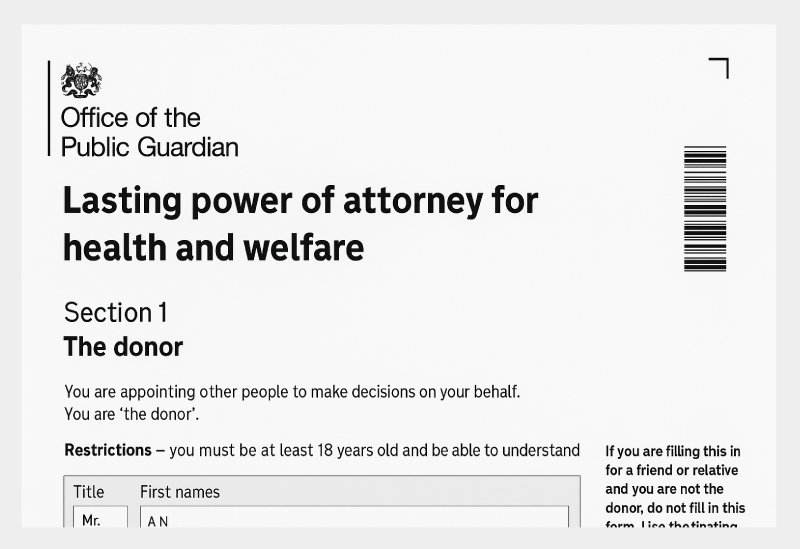 Office of the
Public Guardian
Lasting power of attorney for
health and welfare
Section 1
The donor
You are appointing other people to make decisions on your behalf.
You are ‘the donor’.
Restrictions – you must be at least 18 years old and be able to understand
Title
First names
Mr.
A N
If you are filling this in
for a friend or relative
and you are not the
donor, do not fill in this
form. Use the